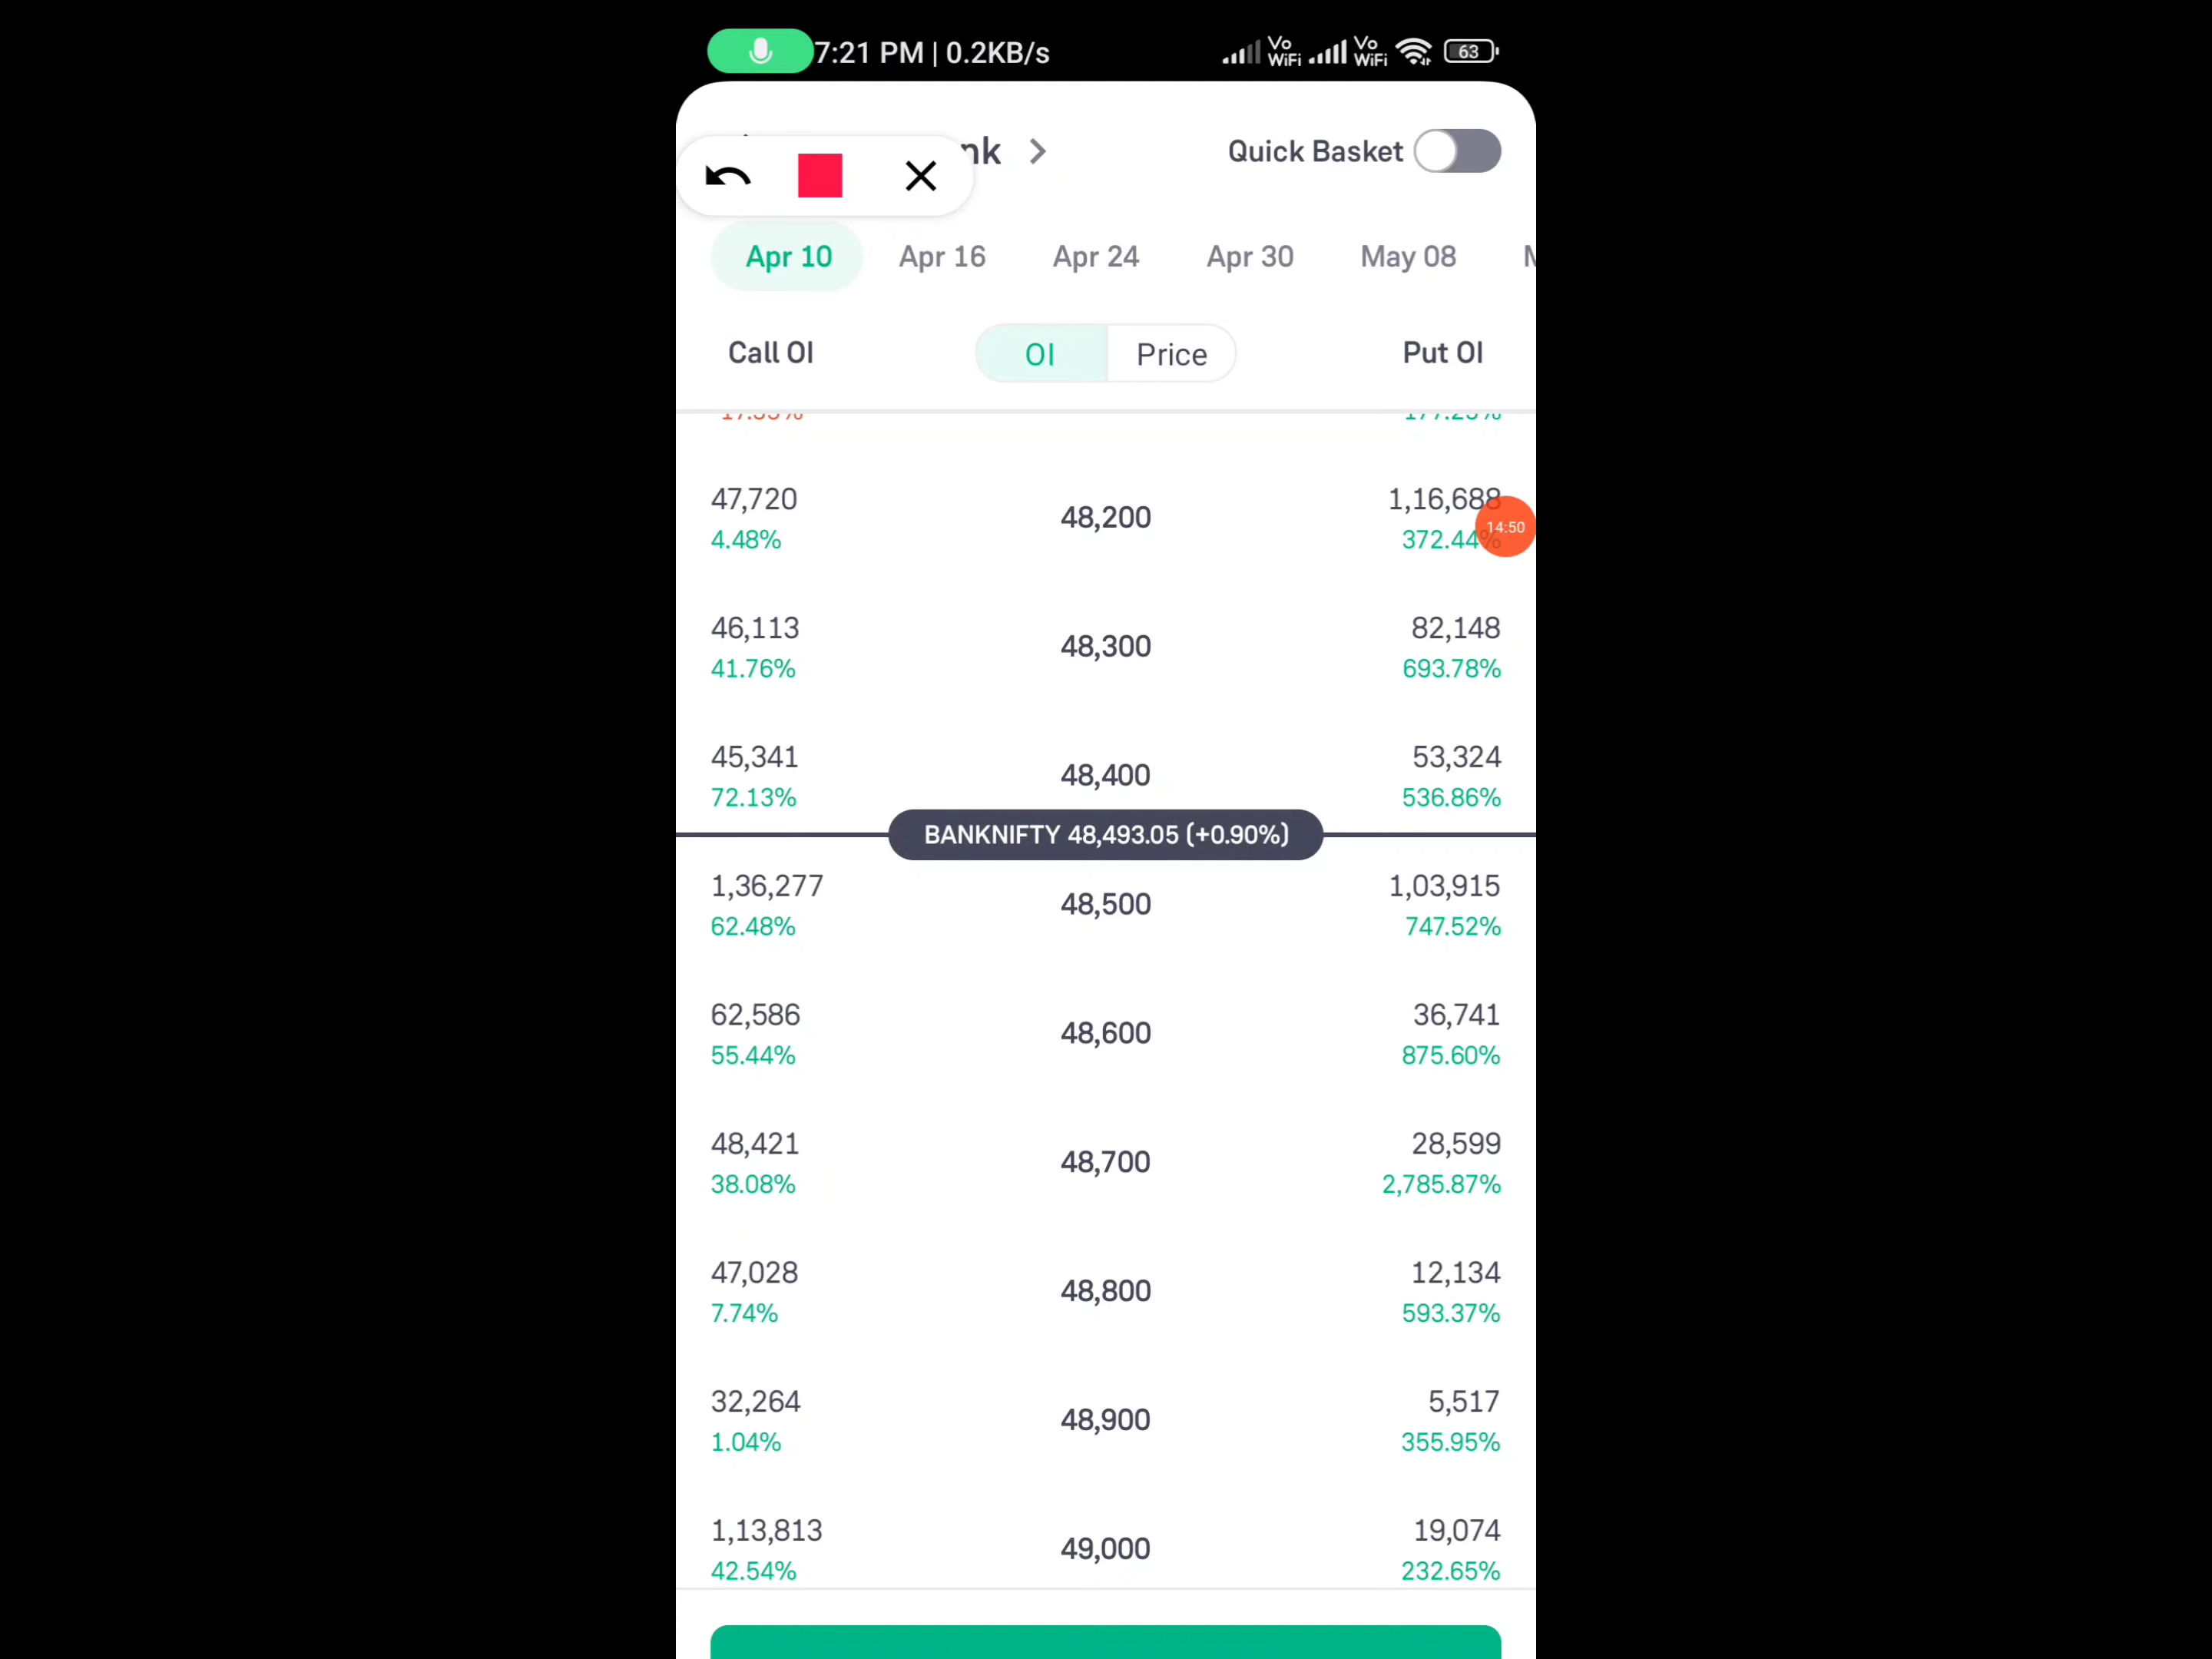 7:21 PM | 0.2KB/s Vo WiFi Vo WiFi 63
nk Quick Basket
Apr 10 Apr 16 Apr 24 Apr 30 May 08
Call OI OI Price Put OI
47,720 48,200 1,16,688
4.48% 372.44%
14:50
46,113 48,300 82,148
41.76% 693.78%
45,341 48,400 53,324
72.13% 536.86%
BANKNIFTY 48,493.05 (+0.90%)
1,36,277 48,500 1,03,915
62.48% 747.52%
62,586 48,600 36,741
55.44% 875.60%
48,421 48,700 28,599
38.08% 2,785.87%
47,028 48,800 12,134
7.74% 593.37%
32,264 48,900 5,517
1.04% 355.95%
1,13,813 49,000 19,074
42.54% 232.65%